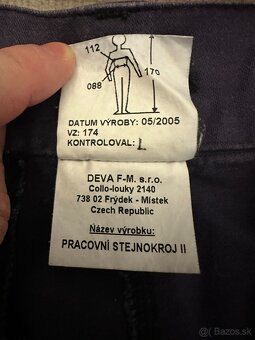 112
170
088
DATUM VÝROBY: 05/2005
VZ: 174
KONTROLOVAL: L
DEVA F-M. s.r.o.
Collo-louky 2140
738 02 Frýdek - Místek
Czech Republic
Název výrobku:
PRACOVNÍ STEJNOKROJ II
Bazos.sk